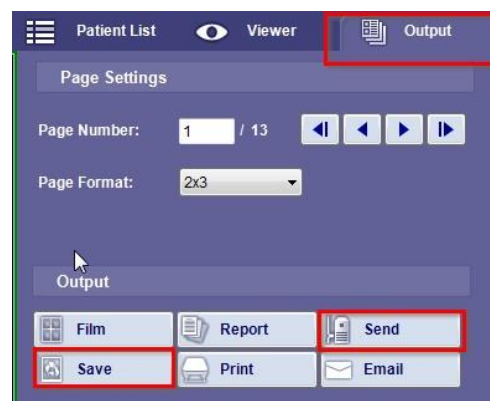 Patient List Viewer Output
Page Settings
Page Number: 1 / 13
Page Format: 2x3
Output
Film Report Send
Save Print Email